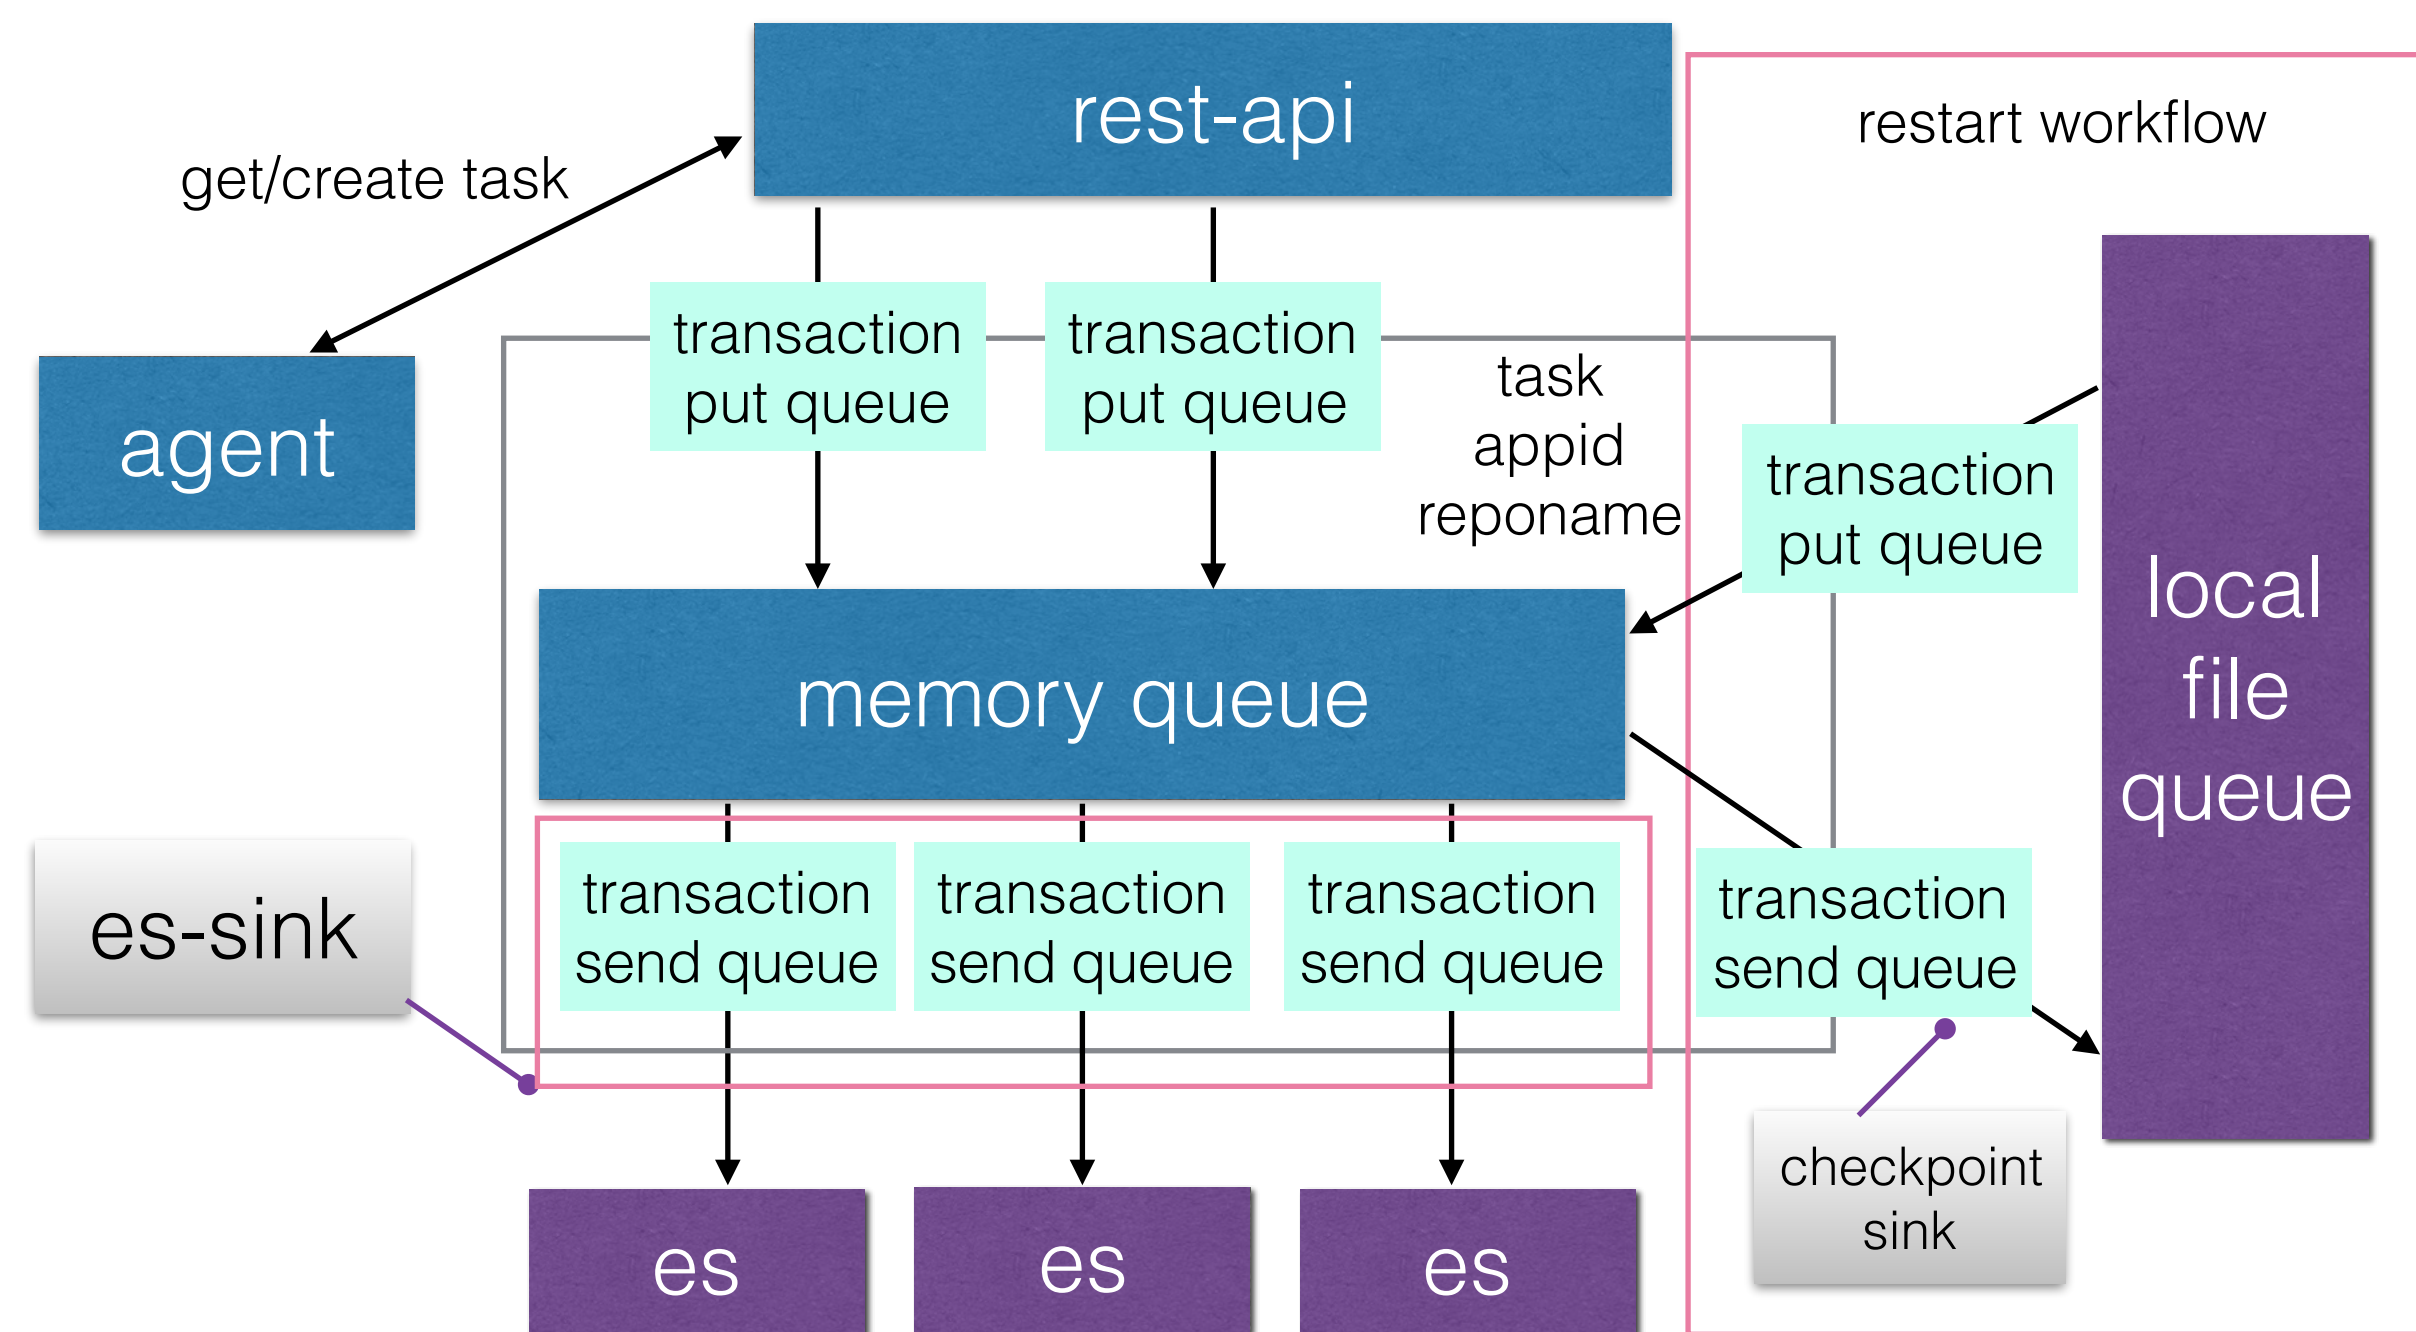 rest-api
restart workflow
get/create task
transaction
put queue
transaction
put queue
task
appid
reponame
agent
transaction
put queue
local
file
queue
memory queue
es-sink
transaction
send queue
transaction
send queue
transaction
send queue
transaction
send queue
checkpoint
sink
es
es
es